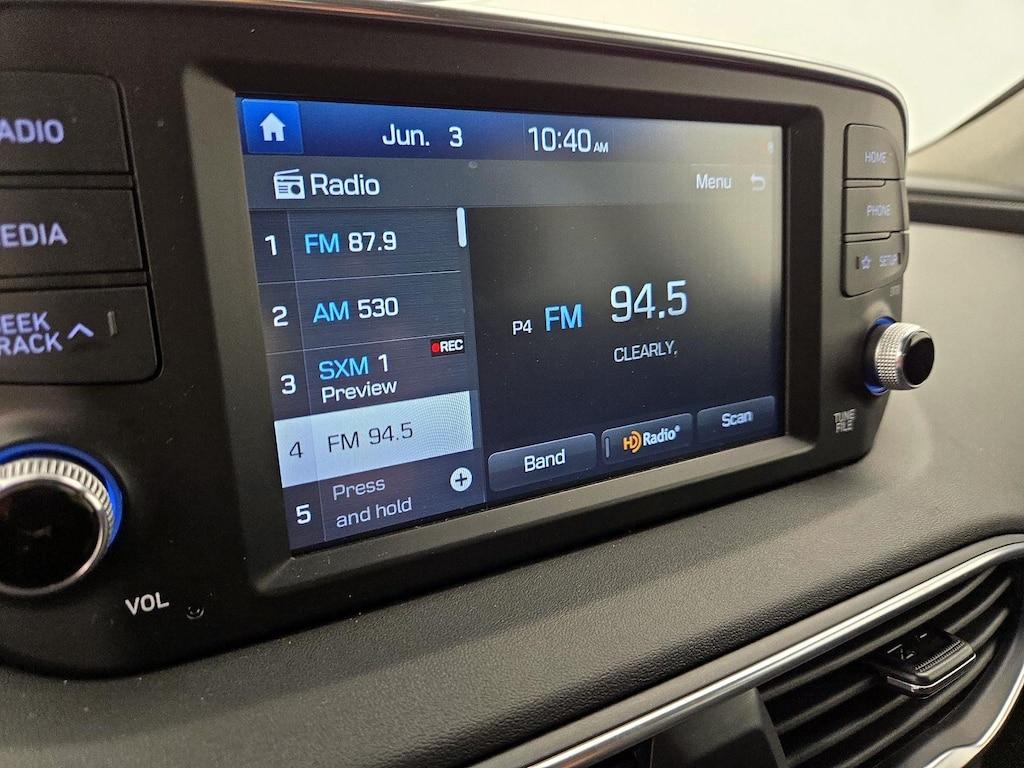 ADIO
EDIA
EEK
RACK
VOL
Jun. 3 10:40 AM
Radio
Menu
1 FM 87.9
2 AM 530
REC
3 SXM 1
Preview
4 FM 94.5
5 Press
and hold
P4 FM 94.5
CLEARLY,
Band
HD Radio®
Scan
HOME
PHONE
SETUP
TUNE
FILE